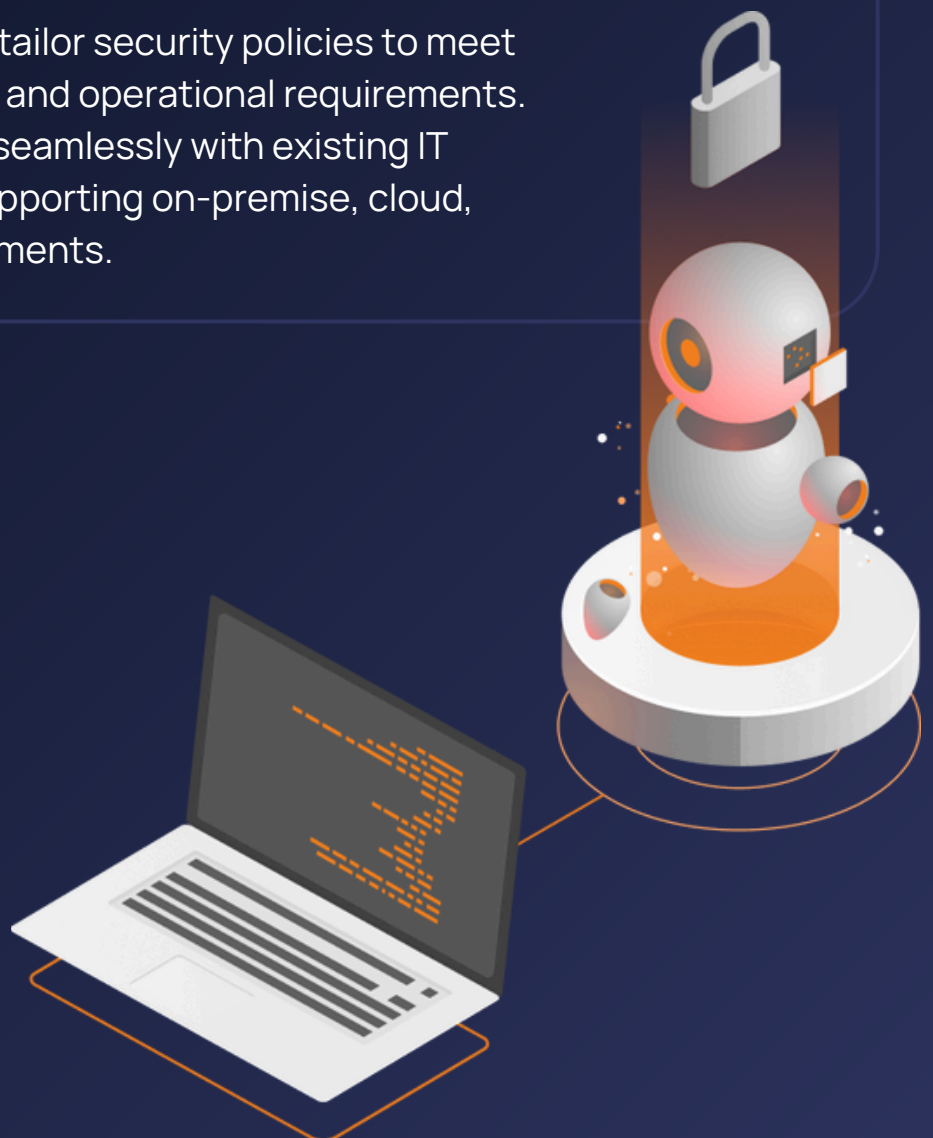 tailor security policies to meet
and operational requirements.
seamlessly with existing IT
pporting on-premise, cloud,
ments.